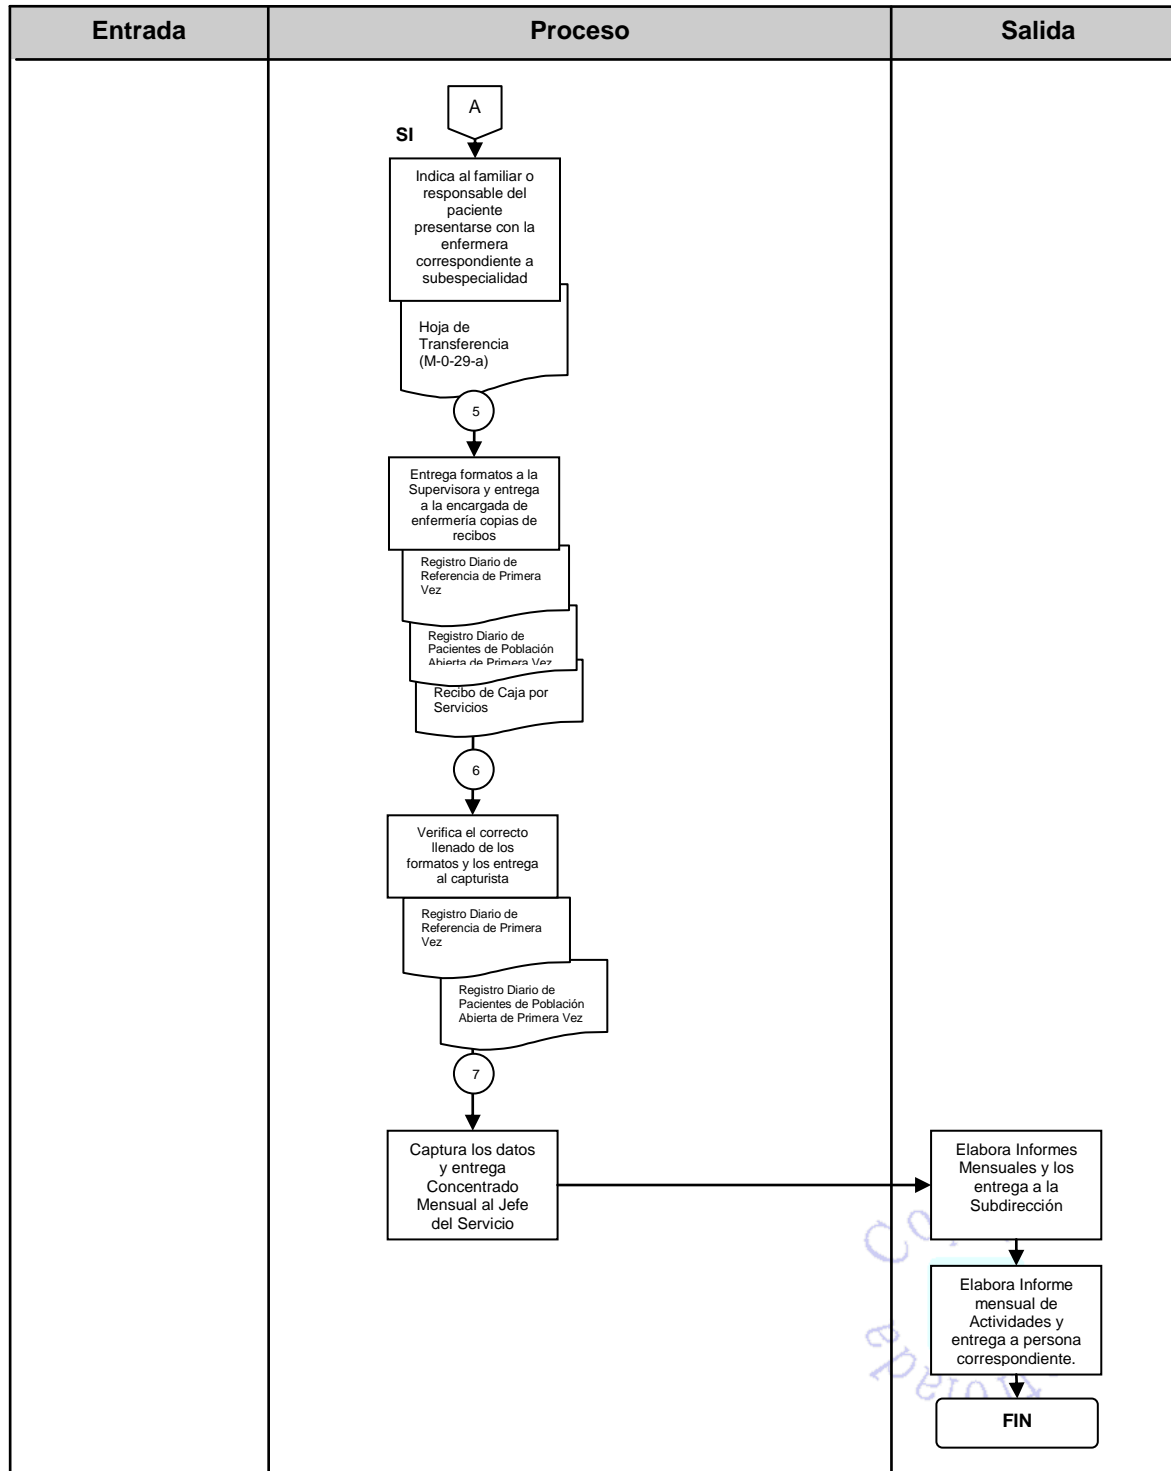 Entrada
Proceso
Salida
A
SI
Indica al familiar o
responsable del
paciente
presentarse con la
enfermera
correspondiente a
subespecialidad
Hoja de
Transferencia
(M-0-29-a)
5
Entrega formatos a la
Supervisora y entrega
a la encargada de
enfermería copias de
recibos
Registro Diario de
Referencia de Primera
Vez
Registro Diario de
Pacientes de Población
Abierta de Primera Vez
Recibo de Caja por
Servicios
6
Verifica el correcto
llenado de los
formatos y los entrega
al capturista
Registro Diario de
Referencia de Primera
Vez
Registro Diario de
Pacientes de Población
Abierta de Primera Vez
7
Captura los datos
y entrega
Concentrado
Mensual al Jefe
del Servicio
Elabora Informes
Mensuales y los
entrega a la
Subdirección
Elabora Informe
mensual de
Actividades y
entrega a persona
correspondiente.
FIN